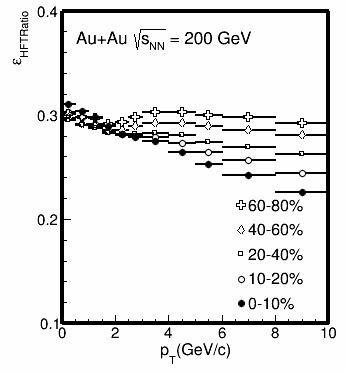 ε_HFTRatio
0.4
Au+Au √s_NN = 200 GeV
0.3
0.2
60-80%
40-60%
20-40%
10-20%
0-10%
0.1
0 2 4 6 8 10
p_T(GeV/c)